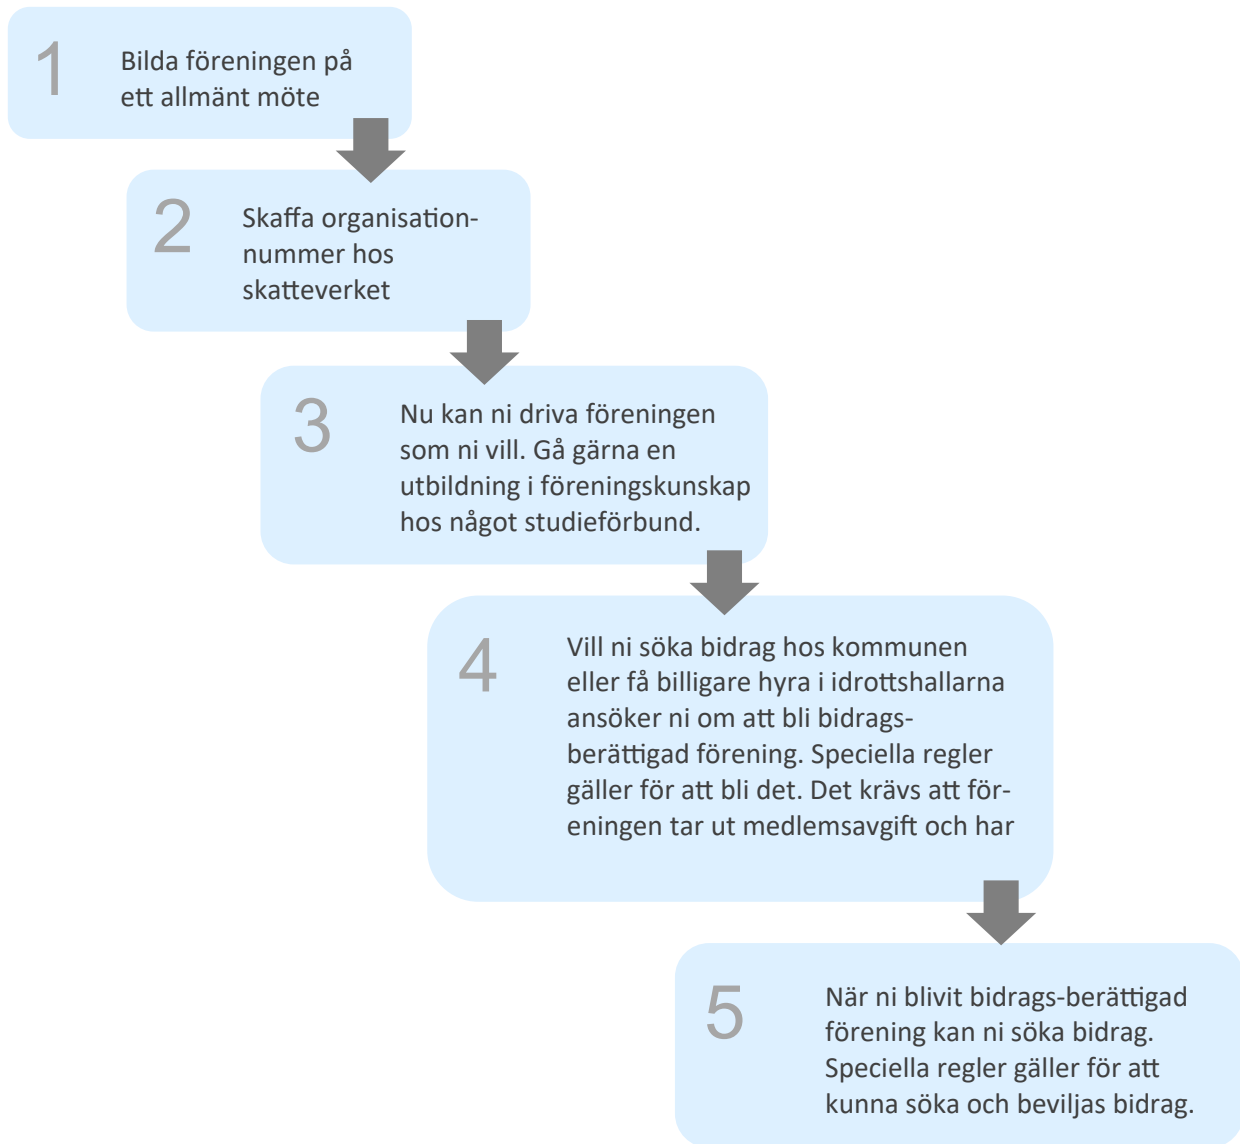 1
Bilda föreningen på
ett allmänt möte
2
Skaffa organisation-
nummer hos
skatteverket
3
Nu kan ni driva föreningen
som ni vill. Gå gärna en
utbildning i föreningskunskap
hos något studieförbund.
4
Vill ni söka bidrag hos kommunen
eller få billigare hyra i idrottshallarna
ansöker ni om att bli bidrags-
berättigad förening. Speciella regler
gäller för att bli det. Det krävs att för-
eningen tar ut medlemsavgift och har
5
När ni blivit bidrags-berättigad
förening kan ni söka bidrag.
Speciella regler gäller för att
kunna söka och beviljas bidrag.